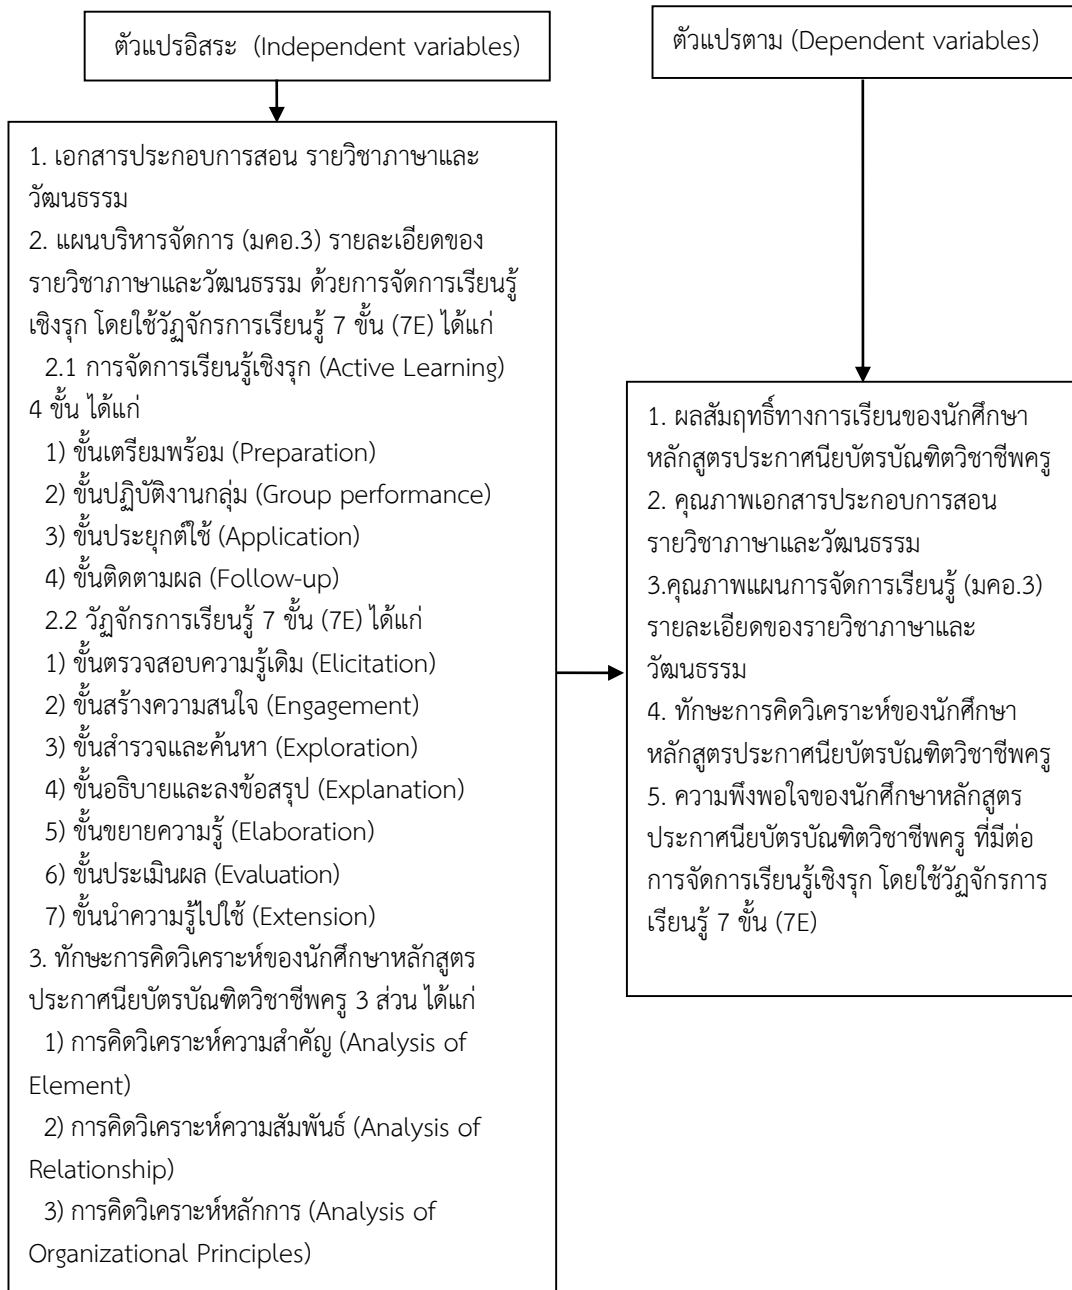 ตัวแปรอิสระ (Independent variables)
ตัวแปรตาม (Dependent variables)
1. เอกสารประกอบการสอน รายวิชาภาษาและ
วัฒนธรรม
2. แผนบริหารจัดการ (มคอ.3) รายละเอียดของ
รายวิชาภาษาและวัฒนธรรม ด้วยการจัดการเรียนรู้
เชิงรุก โดยใช้วัฏจักรการเรียนรู้ 7 ขั้น (7E) ได้แก่
2.1 การจัดการเรียนรู้เชิงรุก (Active Learning)
4 ขั้น ได้แก่
1) ขั้นเตรียมพร้อม (Preparation)
2) ขั้นปฏิบัติงานกลุ่ม (Group performance)
3) ขั้นประยุกต์ใช้ (Application)
4) ขั้นติดตามผล (Follow-up)
2.2 วัฏจักรการเรียนรู้ 7 ขั้น (7E) ได้แก่
1) ขั้นตรวจสอบความรู้เดิม (Elicitation)
2) ขั้นสร้างความสนใจ (Engagement)
3) ขั้นสำรวจและค้นหา (Exploration)
4) ขั้นอธิบายและลงข้อสรุป (Explanation)
5) ขั้นขยายความรู้ (Elaboration)
6) ขั้นประเมินผล (Evaluation)
7) ขั้นนำความรู้ไปใช้ (Extension)
3. ทักษะการคิดวิเคราะห์ของนักศึกษาหลักสูตร
ประกาศนียบัตรบัณฑิตวิชาชีพครู 3 ส่วน ได้แก่
1) การคิดวิเคราะห์ความสำคัญ (Analysis of
Element)
2) การคิดวิเคราะห์ความสัมพันธ์ (Analysis of
Relationship)
3) การคิดวิเคราะห์หลักการ (Analysis of
Organizational Principles)
1. ผลสัมฤทธิ์ทางการเรียนของนักศึกษา
หลักสูตรประกาศนียบัตรบัณฑิตวิชาชีพครู
2. คุณภาพเอกสารประกอบการสอน
รายวิชาภาษาและวัฒนธรรม
3.คุณภาพแผนการจัดการเรียนรู้ (มคอ.3)
รายละเอียดของรายวิชาภาษาและ
วัฒนธรรม
4. ทักษะการคิดวิเคราะห์ของนักศึกษา
หลักสูตรประกาศนียบัตรบัณฑิตวิชาชีพครู
5. ความพึงพอใจของนักศึกษาหลักสูตร
ประกาศนียบัตรบัณฑิตวิชาชีพครู ที่มีต่อ
การจัดการเรียนรู้เชิงรุก โดยใช้วัฏจักรการ
เรียนรู้ 7 ขั้น (7E)